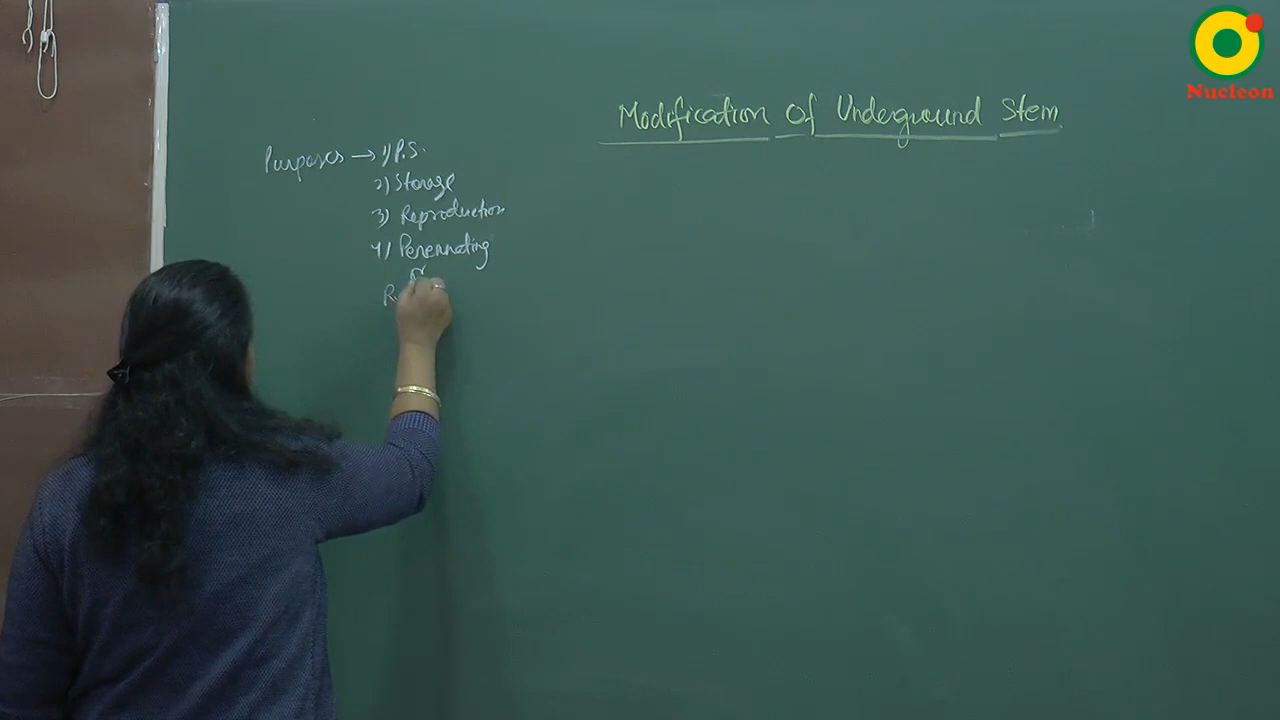 Nucleon
Modification Of Underground Stem
Purposes → 1) P.S.
2) Storage
3) Reproduction
4) Perennating